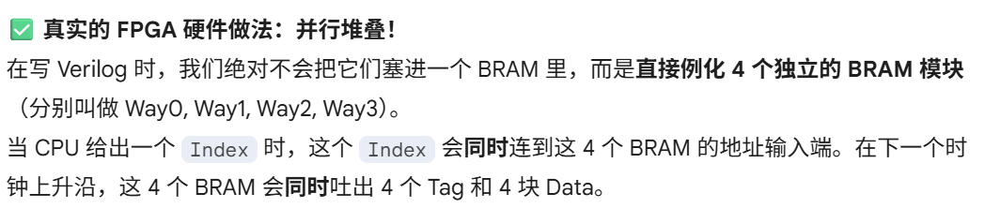 ✅ 真实的 FPGA 硬件做法：并行堆叠！
在写 Verilog 时，我们绝对不会把它们塞进一个 BRAM 里，而是直接例化 4 个独立的 BRAM 模块
（分别叫做 Way0, Way1, Way2, Way3）。
当 CPU 给出一个 Index 时，这个 Index 会同时连到这 4 个 BRAM 的地址输入端。在下一个时
钟上升沿，这 4 个 BRAM 会同时吐出 4 个 Tag 和 4 块 Data。